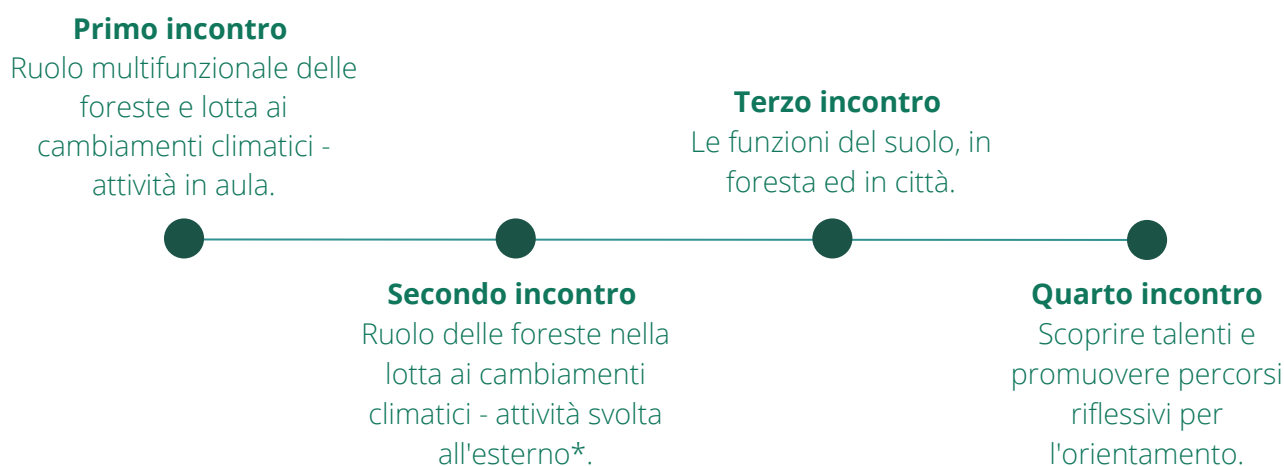 Primo incontro
Ruolo multifunzionale delle
foreste e lotta ai
cambiamenti climatici -
attività in aula.
Secondo incontro
Ruolo delle foreste nella
lotta ai cambiamenti
climatici - attività svolta
all'esterno*.
Terzo incontro
Le funzioni del suolo, in
foresta ed in città.
Quarto incontro
Scoprire talenti e
promuovere percorsi
riflessivi per
l'orientamento.